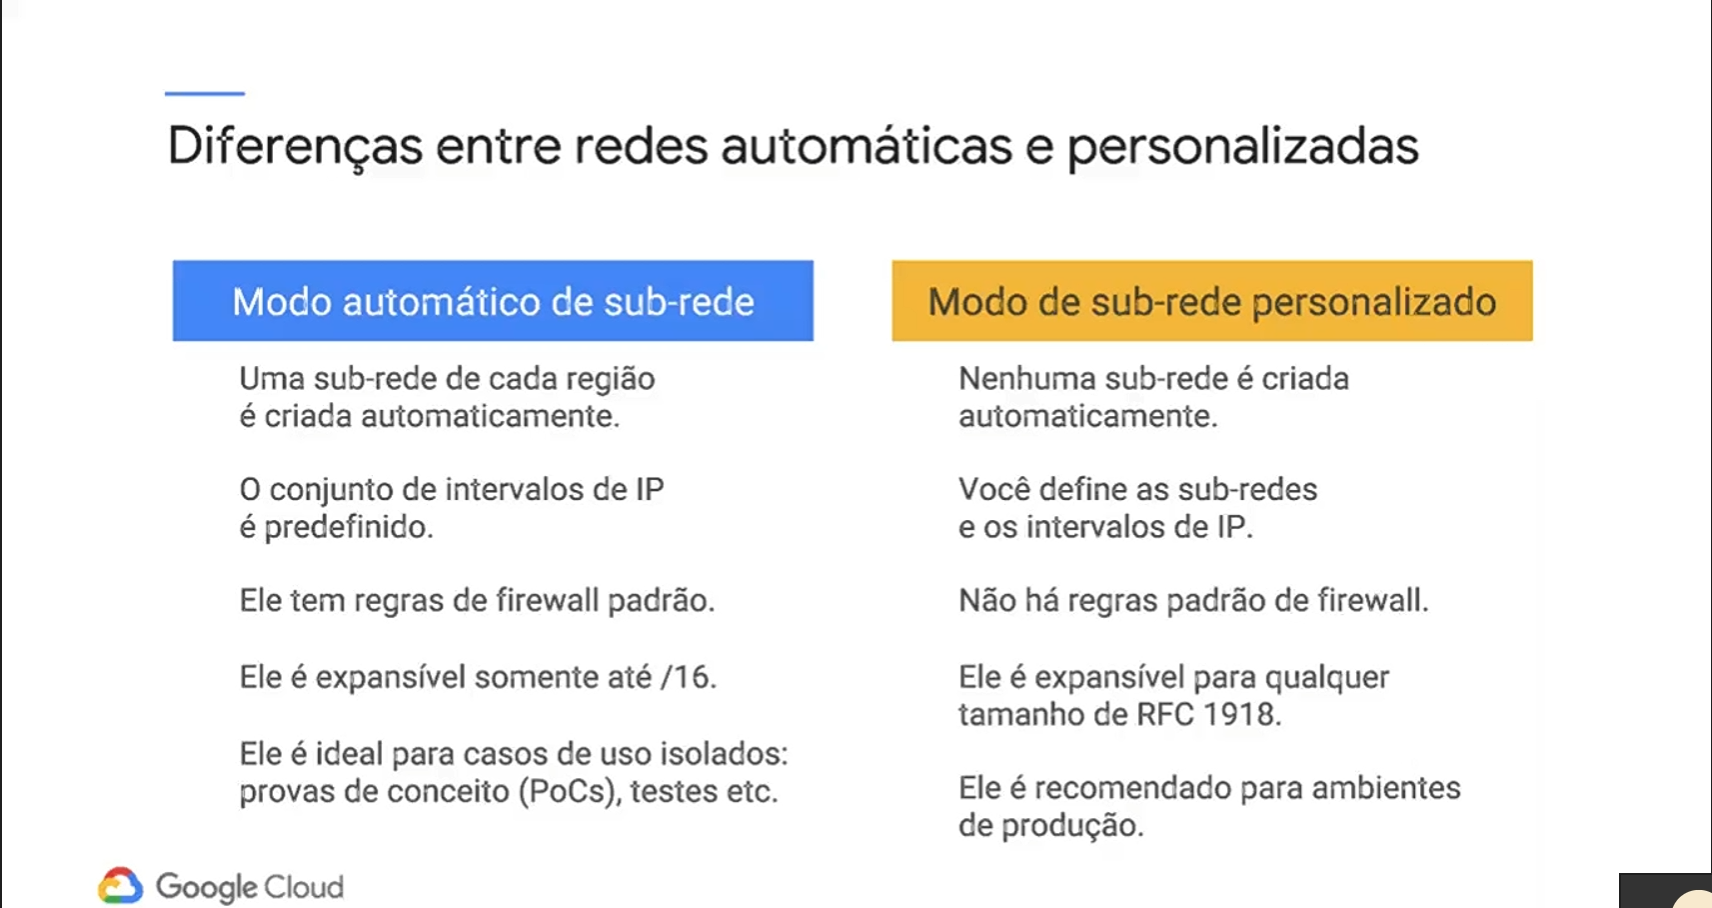 Diferenças entre redes automáticas e personalizadas
Modo automático de sub-rede
Uma sub-rede de cada região
é criada automaticamente.
O conjunto de intervalos de IP
é predefinido.
Ele tem regras de firewall padrão.
Ele é expansível somente até /16.
Ele é ideal para casos de uso isolados:
provas de conceito (PoCs), testes etc.
Modo de sub-rede personalizado
Nenhuma sub-rede é criada
automaticamente.
Você define as sub-redes
e os intervalos de IP.
Não há regras padrão de firewall.
Ele é expansível para qualquer
tamanho de RFC 1918.
Ele é recomendado para ambientes
de produção.
Google Cloud